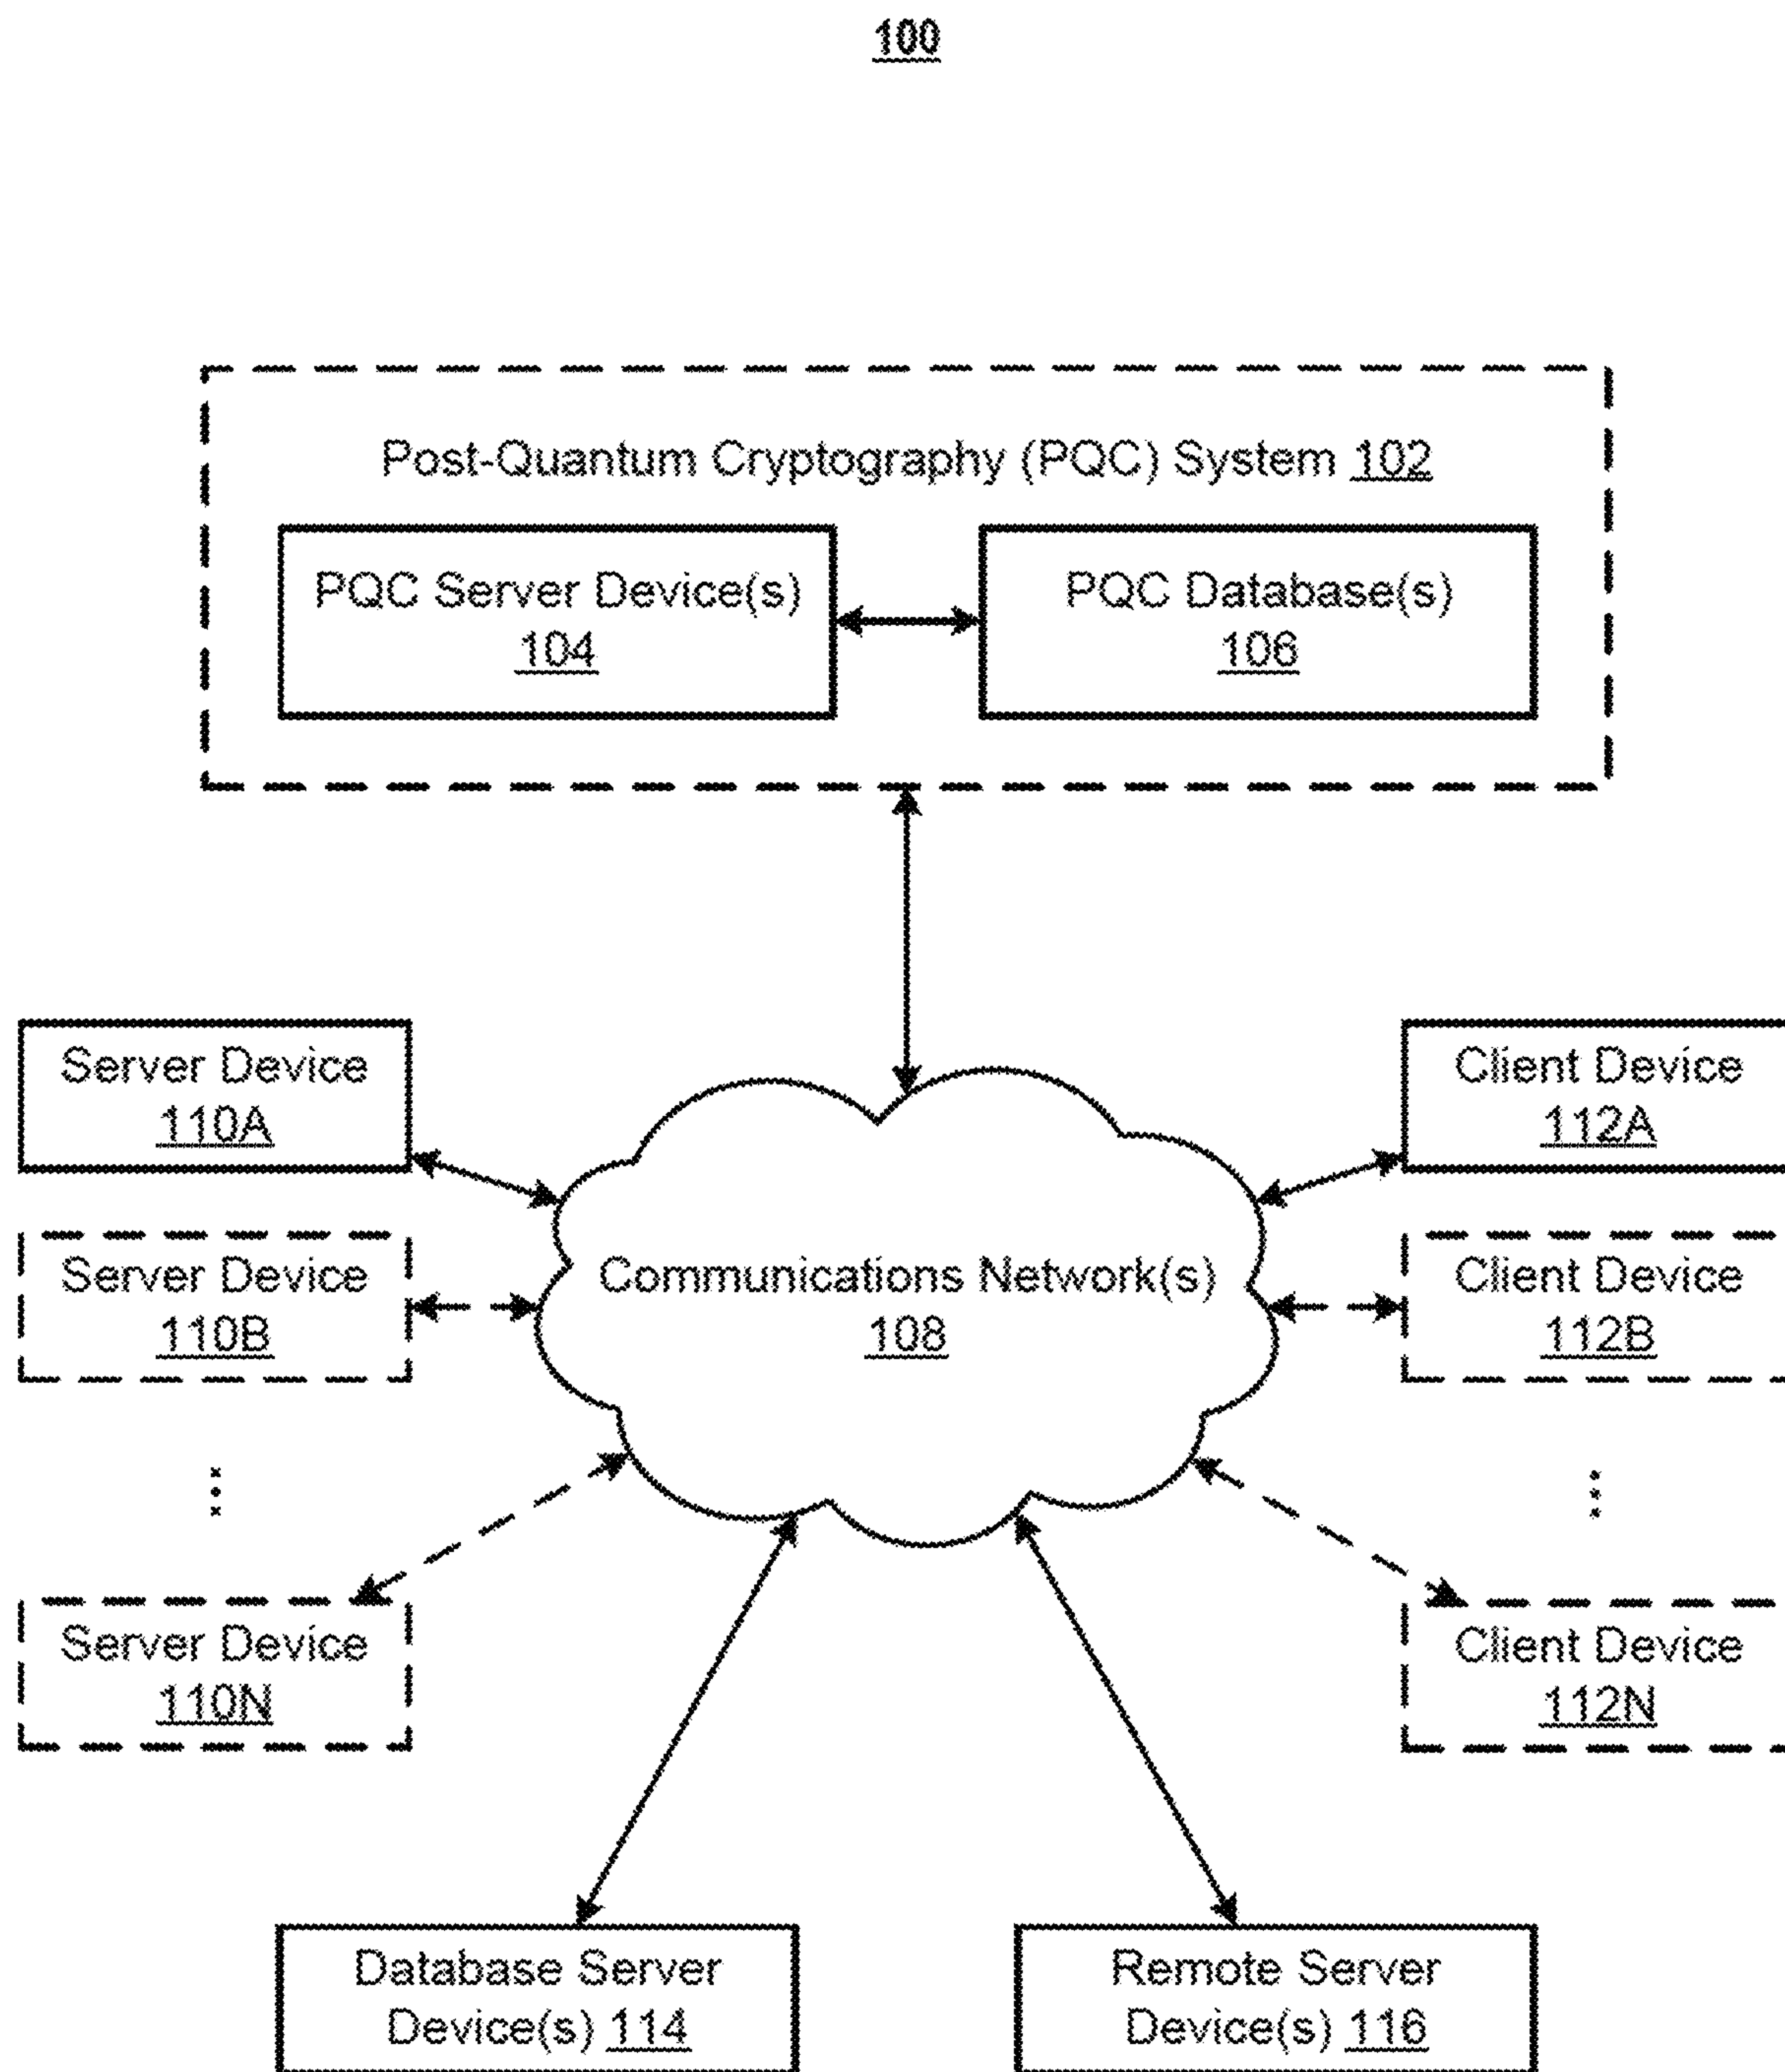 100
Post-Quantum Cryptography (PQC) System 102
PQC Server Device(s)
104
PQC Database(s)
106
Server Device
110A
Client Device
112A
Communications Network(s)
108
Server Device
110B
Client Device
112B
⋮
⋮
Server Device
110N
Client Device
112N
Database Server
Device(s) 114
Remote Server
Device(s) 116